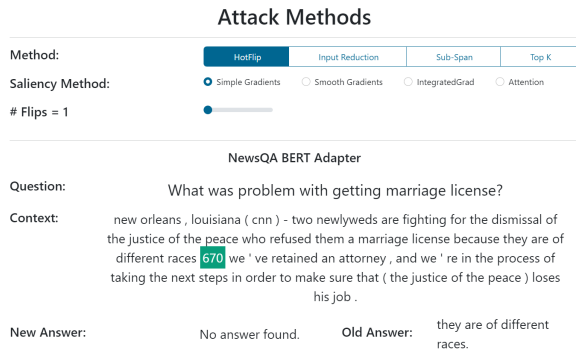 Attack Methods
Method: HotFlip Input Reduction Sub-Span Top K
Saliency Method: Simple Gradients Smooth Gradients IntegratedGrad Attention
# Flips = 1
NewsQA BERT Adapter
Question: What was problem with getting marriage license?
Context: new orleans , louisiana ( cnn ) - two newlyweds are fighting for the dismissal of
the justice of the peace who refused them a marriage license because they are of
different races 670 we ' ve retained an attorney , and we ' re in the process of
taking the next steps in order to make sure that ( the justice of the peace ) loses
his job .
New Answer: No answer found. Old Answer: they are of different
races.